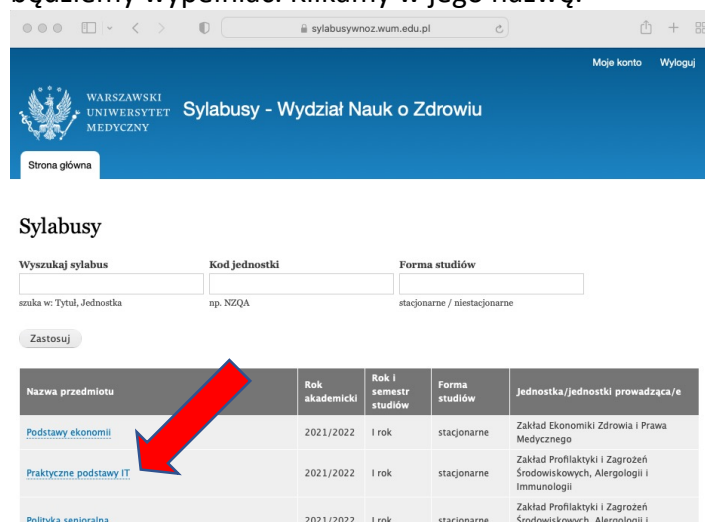 będziemy wypełniać. Klikamy w jego nazwę.
sylabusywnoz.wum.edu.pl
Moje konto Wyloguj
WARSZAWSKI
UNIWERSYTET
MEDYCZNY
Sylabusy - Wydział Nauk o Zdrowiu
Strona główna
Sylabusy
Wyszukaj sylabus Kod jednostki Forma studiów
szuka w: Tytuł, Jednostka np. NZQA stacjonarne / niestacjonarne
Zastosuj
Nazwa przedmiotu Rok akademicki Rok i semestr studiów Forma studiów Jednostka/jednostki prowadząca/e
Podstawy ekonomii 2021/2022 I rok stacjonarne Zakład Ekonomiki Zdrowia i Prawa
Medycznego
Praktyczne podstawy IT 2021/2022 I rok stacjonarne Zakład Profilaktyki i Zagrożeń
Środowiskowych, Alergologii i
Immunologii
Polityka senioralna 2021/2022 I rok stacjonarne Zakład Profilaktyki i Zagrożeń
Środowiskowych, Alergologii i